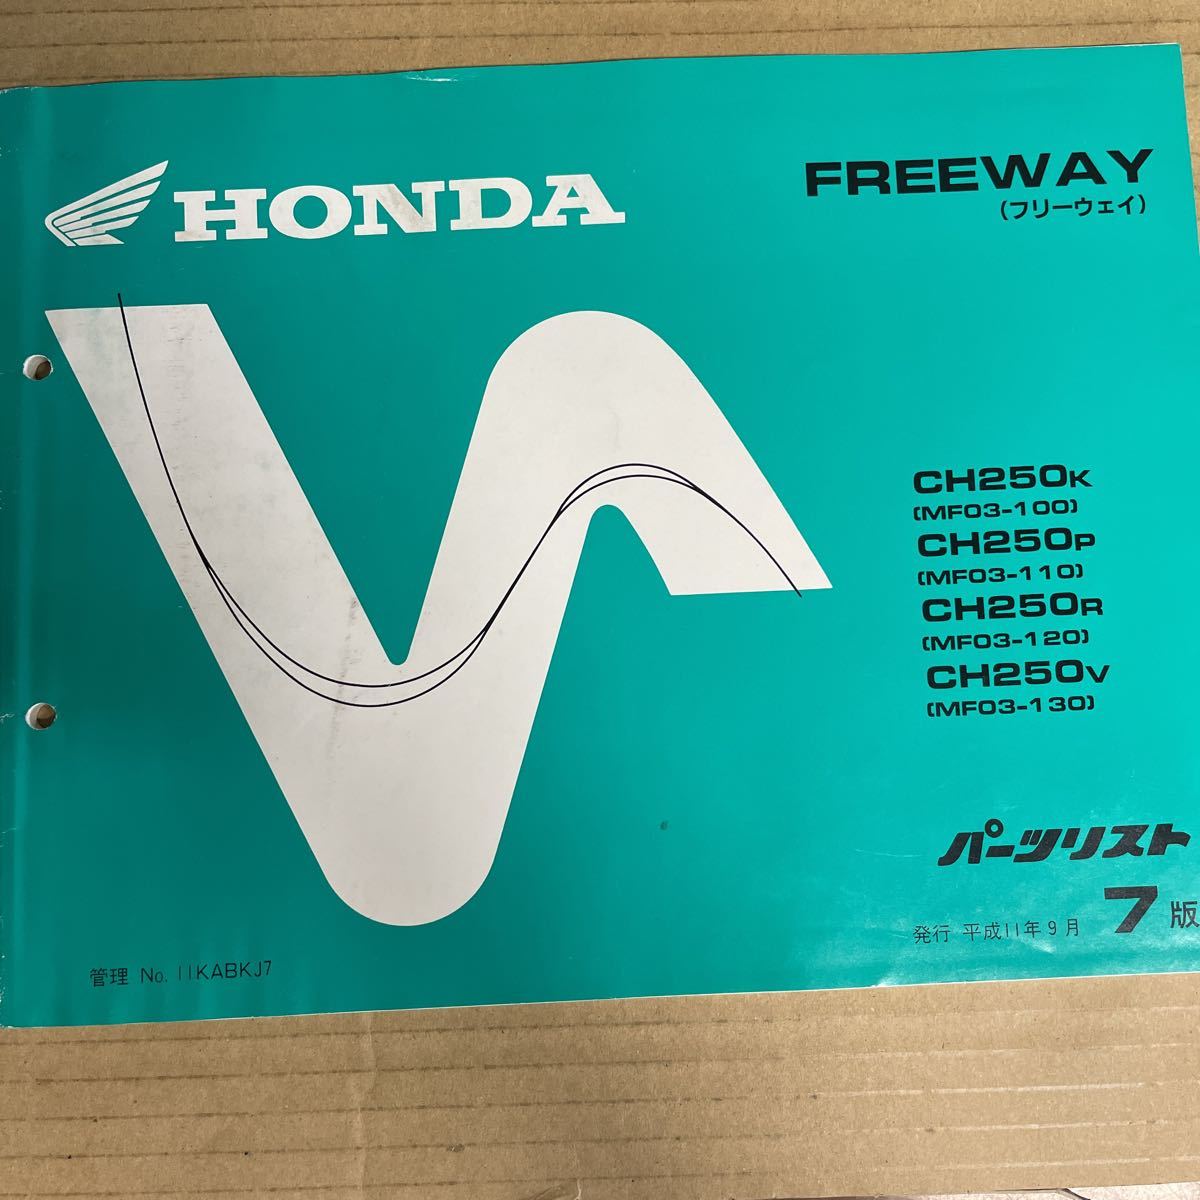 HONDA
FREEWAY
(フリーウェイ)
CH250K
(MF03-100)
CH250P
(MF03-110)
CH250R
(MF03-120)
CH250V
(MF03-130)
パーツリスト
発行 平成11年9月 7版
管理 No. 11KABKJ7